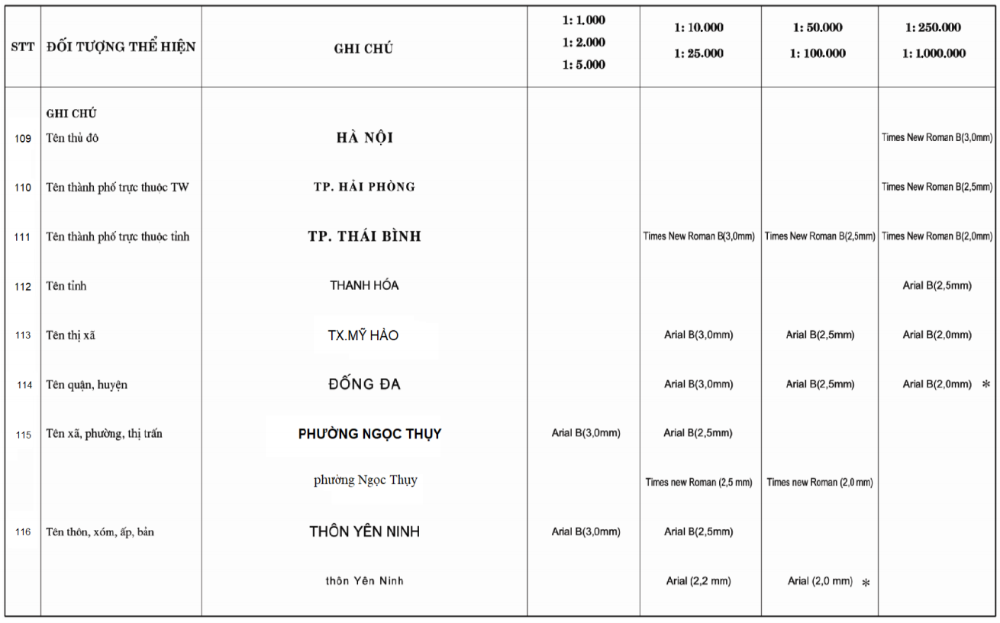 STT ĐỐI TƯỢNG THỂ HIỆN GHI CHÚ 1: 1.000 1: 2.000 1: 5.000 1: 10.000 1: 25.000 1: 50.000 1: 100.000 1: 250.000 1: 1.000.000
GHI CHÚ
109 Tên thủ đô HÀ NỘI Times New Roman B(3,0mm)
110 Tên thành phố trực thuộc TW TP. HẢI PHÒNG Times New Roman B(2,5mm)
111 Tên thành phố trực thuộc tỉnh TP. THÁI BÌNH Times New Roman B(3,0mm) Times New Roman B(2,5mm) Times New Roman B(2,0mm)
112 Tên tỉnh THANH HÓA Arial B(2,5mm)
113 Tên thị xã TX.MỸ HẢO Arial B(3,0mm) Arial B(2,5mm) Arial B(2,0mm)
114 Tên quận, huyện ĐỐNG ĐA Arial B(3,0mm) Arial B(2,5mm) Arial B(2,0mm) *
115 Tên xã, phường, thị trấn PHƯỜNG NGỌC THỤY Arial B(3,0mm) Arial B(2,5mm)
phường Ngọc Thụy Times new Roman (2,5 mm) Times new Roman (2,0 mm)
116 Tên thôn, xóm, ấp, bản THÔN YÊN NINH Arial B(3,0mm) Arial B(2,5mm)
thôn Yên Ninh Arial (2,2 mm) Arial (2,0 mm) *